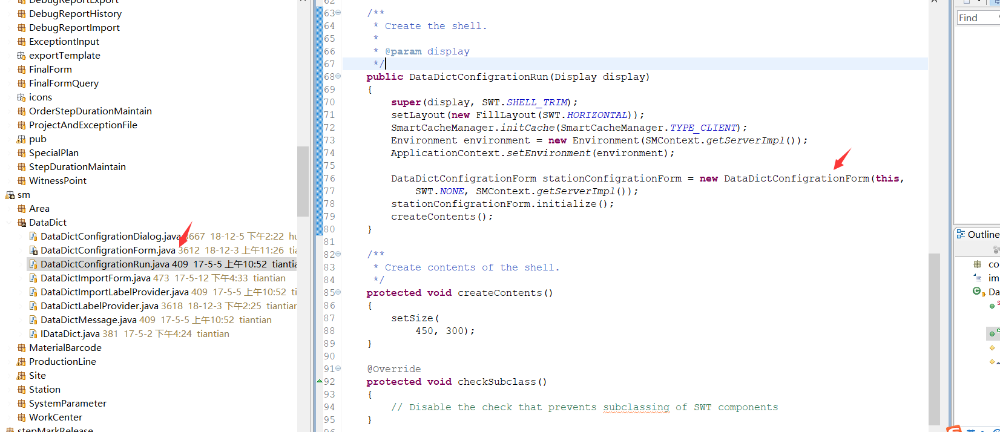 DebugReportExport
DebugReportHistory
DebugReportImport
ExceptiontInput
exportTemplate
FinalForm
FinalFormQuery
icons
OrderStepDurationMaintain
ProjectAndExceptionFile
pub
SpecialPlan
StepDurationMaintain
WitnessPoint
sm
Area
DataDict
DataDictConfigrationDialog.java 3667 18-12-5 下午2:22 hu
DataDictConfigrationForm.java 3612 18-12-3 上午11:26 tia
DataDictConfigrationRun.java 409 17-5-5 上午10:52 tiantia
DataDictImportForm.java 473 17-5-12 下午4:33 tiantian
DataDictImportLabelProvider.java 409 17-5-5 上午10:52 ti
DataDictLabelProvider.java 3618 18-12-3 下午2:25 tiantian
DataDictMessage.java 409 17-5-5 上午10:52 tiantian
IDataDict.java 381 17-5-2 下午4:24 tiantian
MaterialBarcode
ProductionLine
Site
Station
SystemParameter
WorkCenter
stepMarkRelease
62
63 /**
64 * Create the shell.
65 *
66 * @param display
67 */
68 public DataDictConfigrationRun(Display display)
69 {
70 super(display, SWT.SHELL_TRIM);
71 setLayout(new FillLayout(SWT.HORIZONTAL));
72 SmartCacheManager.initCache(SmartCacheManager.TYPE_CLIENT);
73 Environment environment = new Environment(SMContext.getServerImpl());
74 ApplicationContext.setEnvironment(environment);
75
76 DataDictConfigrationForm stationConfigrationForm = new DataDictConfigrationForm(this,
77 SWT.NONE, SMContext.getServerImpl());
78 stationConfigrationForm.initialize();
79 createContents();
80 }
81
82 /**
83 * Create contents of the shell.
84 */
85 protected void createContents()
86 {
87 setSize(
88 450, 300);
89 }
90
91 @Override
92 protected void checkSubclass()
93 {
94 // Disable the check that prevents subclassing of SWT components
95 }
96
Find
Outline
co
im
Da